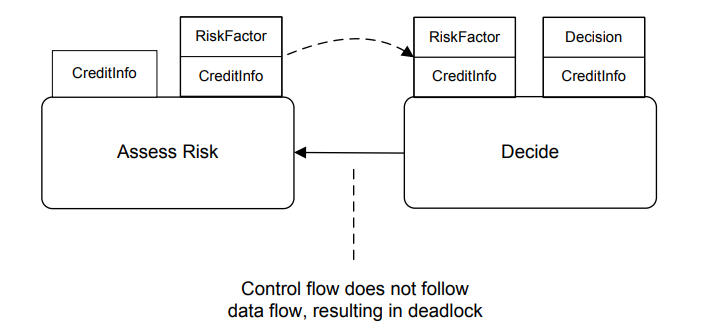 RiskFactor
CreditInfo
CreditInfo
RiskFactor
CreditInfo
Decision
CreditInfo
Assess Risk
Decide
Control flow does not follow
data flow, resulting in deadlock